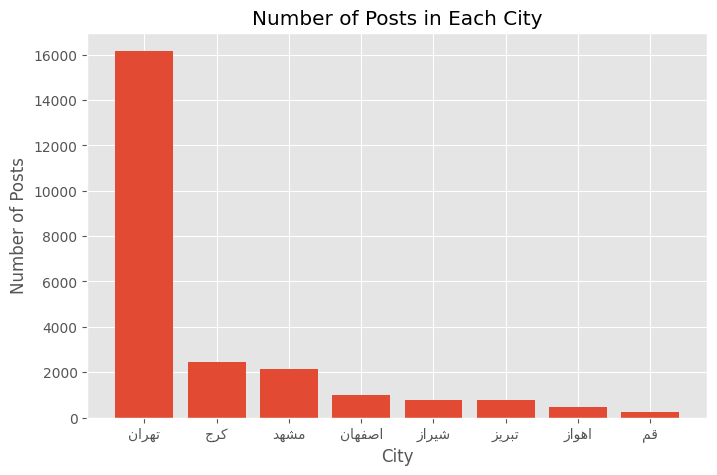 Number of Posts in Each City
Number of Posts
16000
14000
12000
10000
8000
6000
4000
2000
0
تهران
کرج
مشهد
اصفهان
شیراز
تبریز
اهواز
قم
City